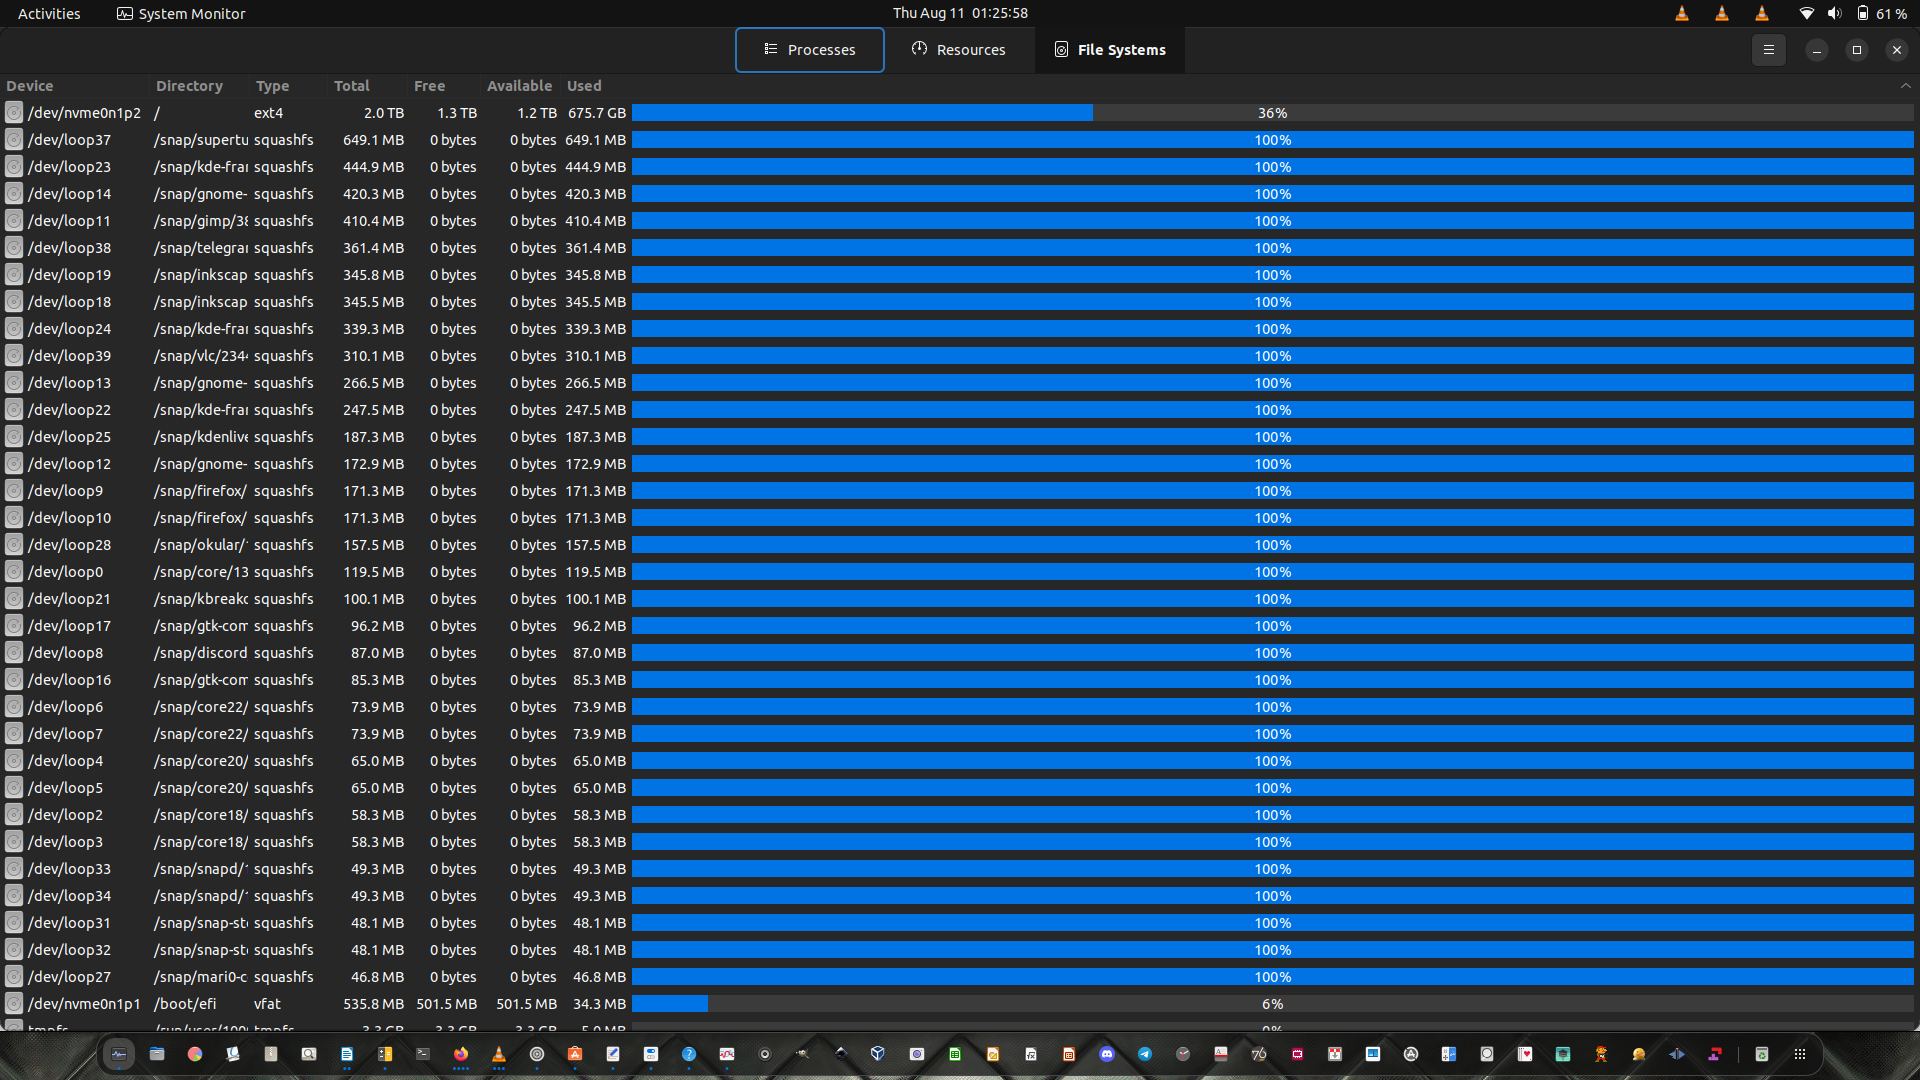 Activities System Monitor Thu Aug 11 01:25:58 61 %
Processes Resources File Systems
Device Directory Type Total Free Available Used
/dev/nvme0n1p2 / ext4 2.0 TB 1.3 TB 1.2 TB 675.7 GB 36%
/dev/loop37 /snap/supertu squashfs 649.1 MB 0 bytes 0 bytes 649.1 MB 100%
/dev/loop23 /snap/kde-fra squashfs 444.9 MB 0 bytes 0 bytes 444.9 MB 100%
/dev/loop14 /snap/gnome- squashfs 420.3 MB 0 bytes 0 bytes 420.3 MB 100%
/dev/loop11 /snap/gimp/38 squashfs 410.4 MB 0 bytes 0 bytes 410.4 MB 100%
/dev/loop38 /snap/telegra squashfs 361.4 MB 0 bytes 0 bytes 361.4 MB 100%
/dev/loop19 /snap/inkscap squashfs 345.8 MB 0 bytes 0 bytes 345.8 MB 100%
/dev/loop18 /snap/inkscap squashfs 345.5 MB 0 bytes 0 bytes 345.5 MB 100%
/dev/loop24 /snap/kde-fra squashfs 339.3 MB 0 bytes 0 bytes 339.3 MB 100%
/dev/loop39 /snap/vlc/234 squashfs 310.1 MB 0 bytes 0 bytes 310.1 MB 100%
/dev/loop13 /snap/gnome- squashfs 266.5 MB 0 bytes 0 bytes 266.5 MB 100%
/dev/loop22 /snap/kde-fra squashfs 247.5 MB 0 bytes 0 bytes 247.5 MB 100%
/dev/loop25 /snap/kdenlive squashfs 187.3 MB 0 bytes 0 bytes 187.3 MB 100%
/dev/loop12 /snap/gnome- squashfs 172.9 MB 0 bytes 0 bytes 172.9 MB 100%
/dev/loop9 /snap/firefox/ squashfs 171.3 MB 0 bytes 0 bytes 171.3 MB 100%
/dev/loop10 /snap/firefox/ squashfs 171.3 MB 0 bytes 0 bytes 171.3 MB 100%
/dev/loop28 /snap/okular/ squashfs 157.5 MB 0 bytes 0 bytes 157.5 MB 100%
/dev/loop0 /snap/core/13 squashfs 119.5 MB 0 bytes 0 bytes 119.5 MB 100%
/dev/loop21 /snap/kbreako squashfs 100.1 MB 0 bytes 0 bytes 100.1 MB 100%
/dev/loop17 /snap/gtk-com squashfs 96.2 MB 0 bytes 0 bytes 96.2 MB 100%
/dev/loop8 /snap/discord squashfs 87.0 MB 0 bytes 0 bytes 87.0 MB 100%
/dev/loop16 /snap/gtk-com squashfs 85.3 MB 0 bytes 0 bytes 85.3 MB 100%
/dev/loop6 /snap/core22/ squashfs 73.9 MB 0 bytes 0 bytes 73.9 MB 100%
/dev/loop7 /snap/core22/ squashfs 73.9 MB 0 bytes 0 bytes 73.9 MB 100%
/dev/loop4 /snap/core20/ squashfs 65.0 MB 0 bytes 0 bytes 65.0 MB 100%
/dev/loop5 /snap/core20/ squashfs 65.0 MB 0 bytes 0 bytes 65.0 MB 100%
/dev/loop2 /snap/core18/ squashfs 58.3 MB 0 bytes 0 bytes 58.3 MB 100%
/dev/loop3 /snap/core18/ squashfs 58.3 MB 0 bytes 0 bytes 58.3 MB 100%
/dev/loop33 /snap/snapd/1 squashfs 49.3 MB 0 bytes 0 bytes 49.3 MB 100%
/dev/loop34 /snap/snapd/1 squashfs 49.3 MB 0 bytes 0 bytes 49.3 MB 100%
/dev/loop31 /snap/snap-sto squashfs 48.1 MB 0 bytes 0 bytes 48.1 MB 100%
/dev/loop32 /snap/snap-sto squashfs 48.1 MB 0 bytes 0 bytes 48.1 MB 100%
/dev/loop27 /snap/mari0-c squashfs 46.8 MB 0 bytes 0 bytes 46.8 MB 100%
/dev/nvme0n1p1 /boot/efi vfat 535.8 MB 501.5 MB 501.5 MB 34.3 MB 6%
tmpfs /run/user/100 tmpfs 3.3 GB 3.3 GB 3.3 GB 5.0 MB 0%
76